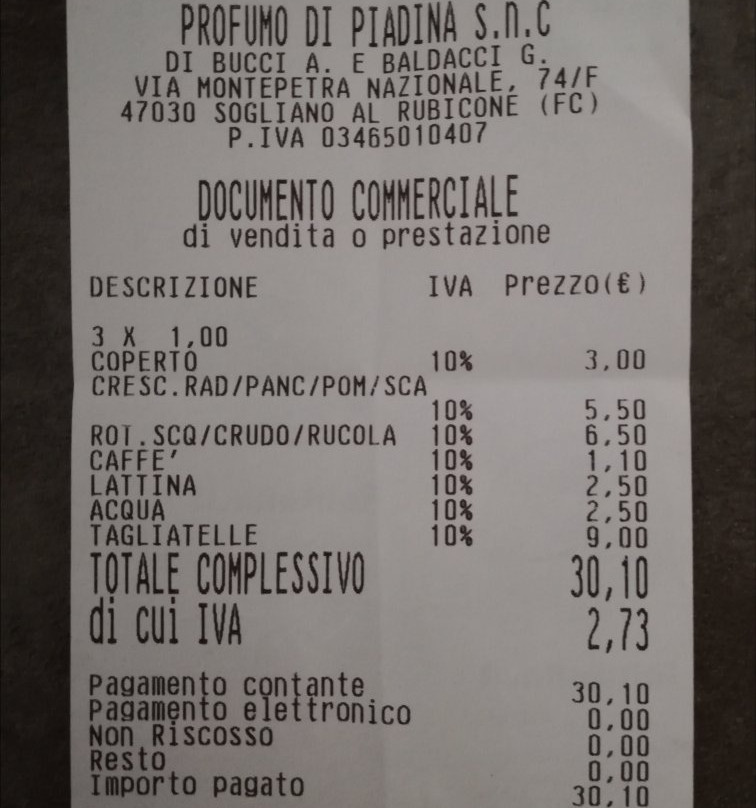 PROFUMO DI PIADINA S.n.C
DI BUCCI A. E BALDACCI G.
VIA MONTEPETRA NAZIONALE, 74/F
47030 SOGLIANO AL RUBICONE (FC)
P.IVA 03465010407
DOCUMENTO COMMERCIALE
di vendita o prestazione
DESCRIZIONE IVA Prezzo(€)
3 X 1,00
COPERTO 10% 3,00
CRESC.RAD/PANC/POM/SCA
10% 5,50
ROT.SCQ/CRUDO/RUCOLA 10% 6,50
CAFFE' 10% 1,10
LATTINA 10% 2,50
ACQUA 10% 2,50
TAGLIATELLE 10% 9,00
TOTALE COMPLESSIVO 30,10
di cui IVA 2,73
Pagamento contante 30,10
Pagamento elettronico 0,00
Non Riscosso 0,00
Resto 0,00
Importo pagato 30,10